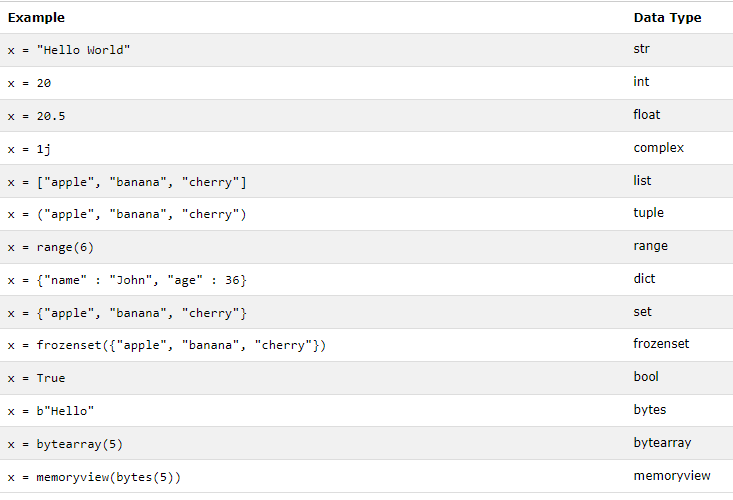 Example Data Type
x = "Hello World" str
x = 20 int
x = 20.5 float
x = 1j complex
x = ["apple", "banana", "cherry"] list
x = ("apple", "banana", "cherry") tuple
x = range(6) range
x = {"name" : "John", "age" : 36} dict
x = {"apple", "banana", "cherry"} set
x = frozenset({"apple", "banana", "cherry"}) frozenset
x = True bool
x = b"Hello" bytes
x = bytearray(5) bytearray
x = memoryview(bytes(5)) memoryview